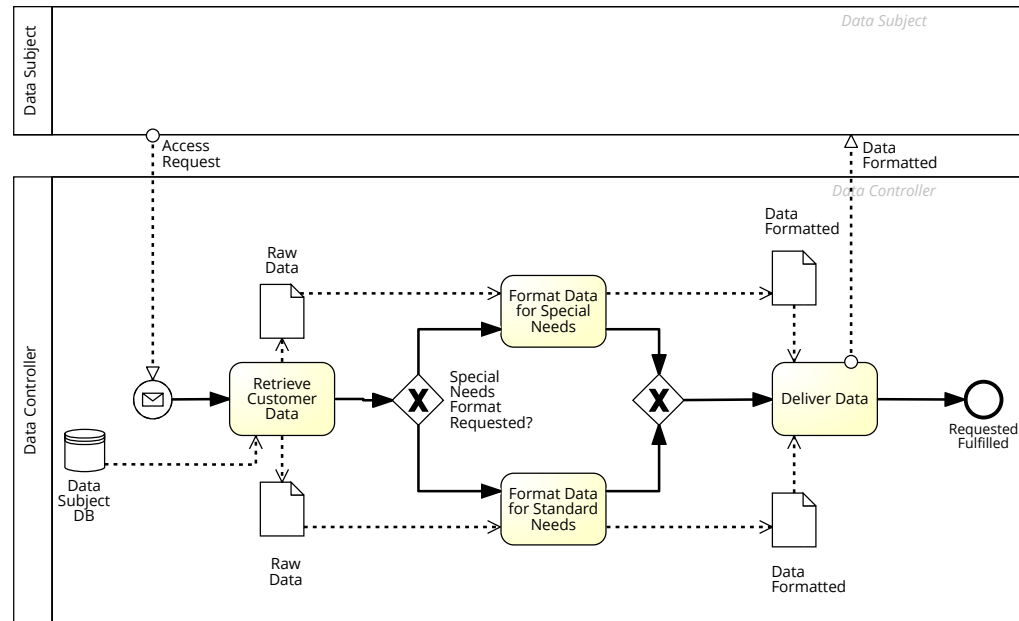 Data Subject
Data Subject
Access
Request
Data
Formatted
Data Controller
Data Controller
Data
Formatted
Raw
Data
Format Data
for Special
Needs
Retrieve
Customer
Data
Special
Needs
Format
Requested?
Deliver Data
Requested
Fulfilled
Data
Subject
DB
Format Data
for Standard
Needs
Raw
Data
Data
Formatted